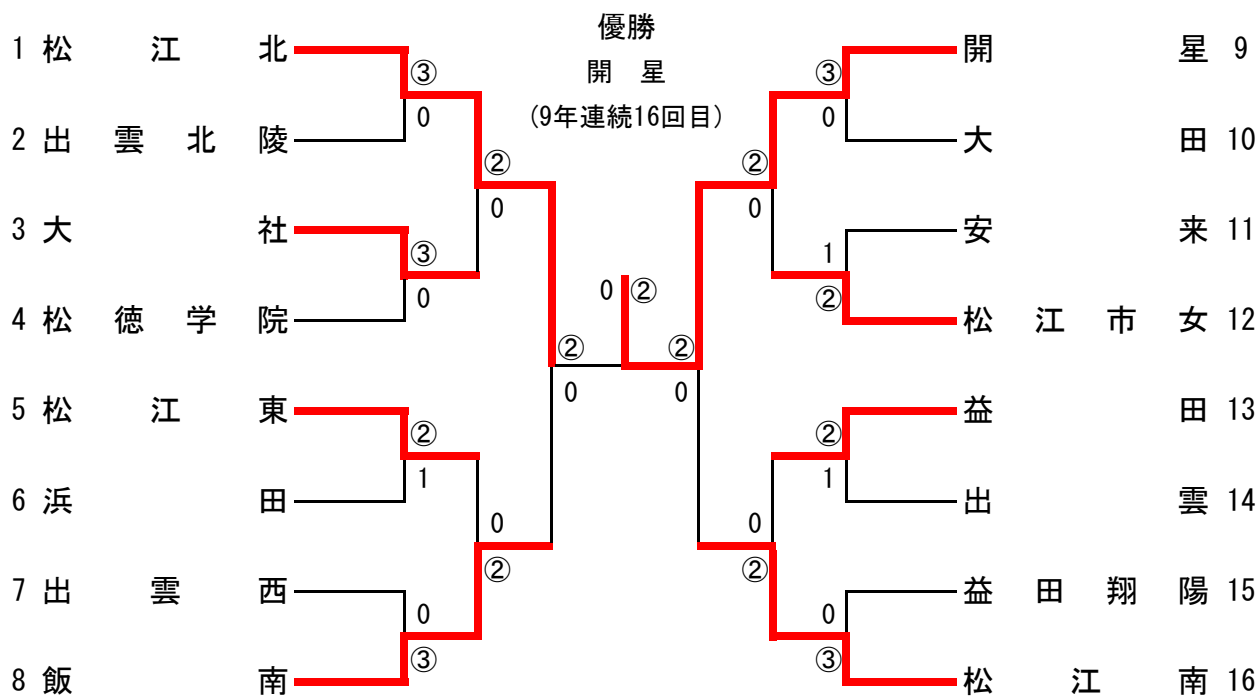 優勝
開 星
(9年連続16回目)
1 松江北
2 出雲北陵
3 大社
4 松徳学院
5 松江東
6 浜田
7 出雲西
8 飯南
③
0
③
0
②
1
0
③
②
0
0
②
②
0
0 ②
②
0
②
0
0
②
③
0
1
②
②
1
0
③
開星 9
大田 10
安来 11
松江市女 12
益田 13
出雲 14
益田翔陽 15
松江南 16